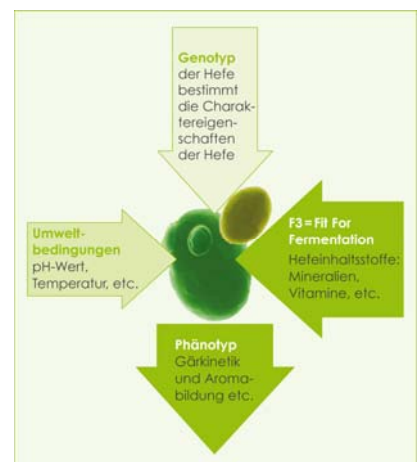 Genotyp
der Hefe
bestimmt
die Charak-
tereigen-
schaften
der Hefe
Umwelt-
bedingungen
pH-Wert,
Temperatur, etc.
F3=Fit For
Fermentation
Hefeinhaltsstoffe:
Mineralien,
Vitamine, etc.
Phänotyp
Gärkinetik
und Aroma-
bildung etc.